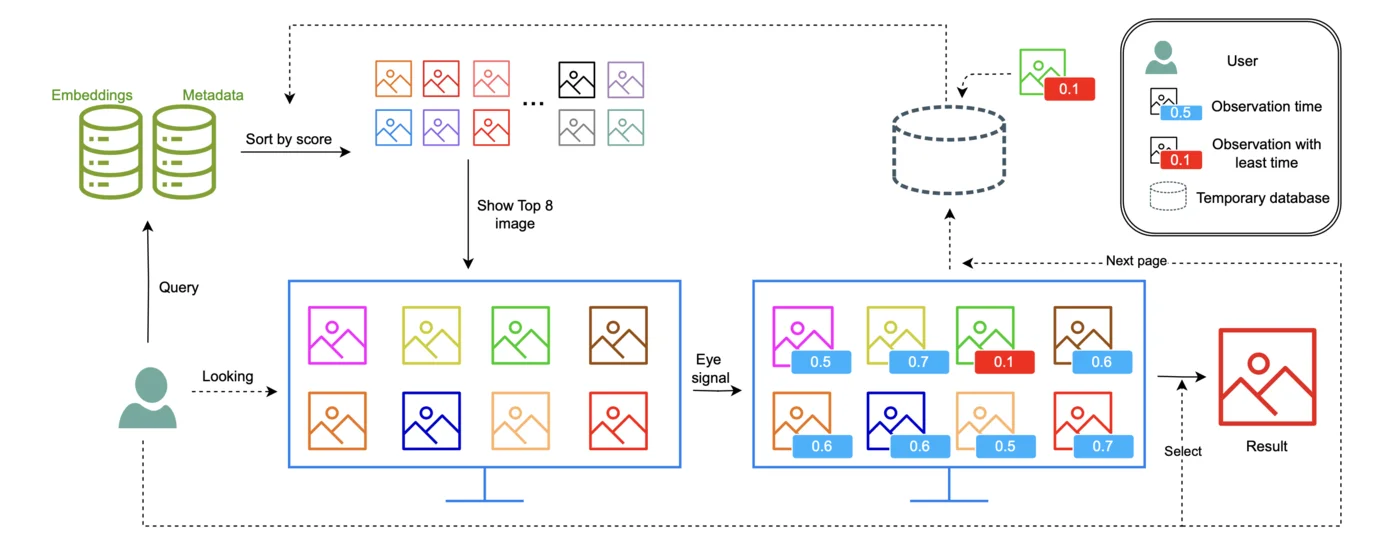 Embeddings
Metadata
Sort by score
...
0.1
User
0.5
Observation time
0.1
Observation with
least time
Temporary database
Show Top 8
image
Query
Next page
Looking
Eye
signal
0.5
0.7
0.1
0.6
0.6
0.6
0.5
0.7
Select
Result